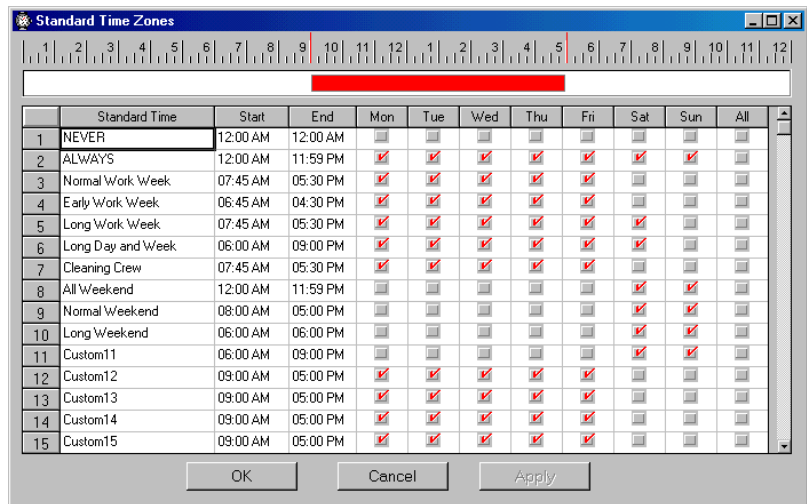 Standard Time Zones
1 2 3 4 5 6 7 8 9 10 11 12 1 2 3 4 5 6 7 8 9 10 11 12
Standard Time Start End Mon Tue Wed Thu Fri Sat Sun All
1 NEVER 12:00 AM 12:00 AM
2 ALWAYS 12:00 AM 11:59 PM
3 Normal Work Week 07:45 AM 05:30 PM
4 Early Work Week 06:45 AM 04:30 PM
5 Long Work Week 07:45 AM 05:30 PM
6 Long Day and Week 06:00 AM 09:00 PM
7 Cleaning Crew 07:45 AM 05:30 PM
8 All Weekend 12:00 AM 11:59 PM
9 Normal Weekend 08:00 AM 05:00 PM
10 Long Weekend 06:00 AM 06:00 PM
11 Custom11 06:00 AM 09:00 PM
12 Custom12 09:00 AM 05:00 PM
13 Custom13 09:00 AM 05:00 PM
14 Custom14 09:00 AM 05:00 PM
15 Custom15 09:00 AM 05:00 PM
OK Cancel Apply